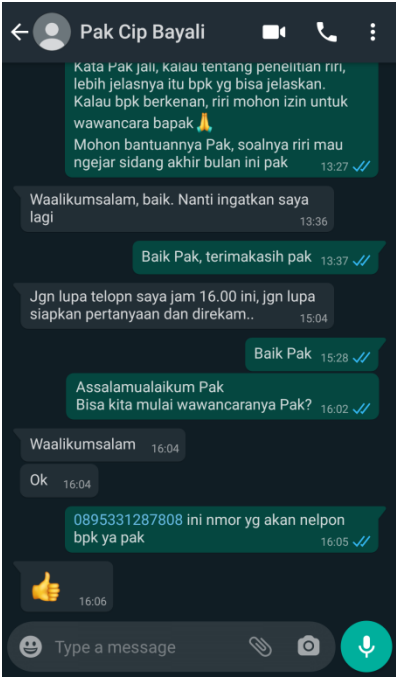 Pak Cip Bayali
Kata Pak jali, kalau tentang penelitian riri,
lebih jelasnya itu bpk yg bisa jelaskan.
Kalau bpk berkenan, riri mohon izin untuk
wawancara bapak 🙏
Mohon bantuannya Pak, soalnya riri mau
ngejar sidang akhir bulan ini pak 13:27
Waalikumsalam, baik. Nanti ingatkan saya
lagi
13:36
Baik Pak, terimakasih pak 13:37
Jgn lupa telopn saya jam 16.00 ini, jgn lupa
siapkan pertanyaan dan direkam..
15:04
Baik Pak 15:28
Assalamualaikum Pak
Bisa kita mulai wawancaranya Pak? 16:02
Waalikumsalam 16:04
Ok 16:04
0895331287808 ini nmor yg akan nelpon
bpk ya pak
16:05
👍
16:06
Type a message